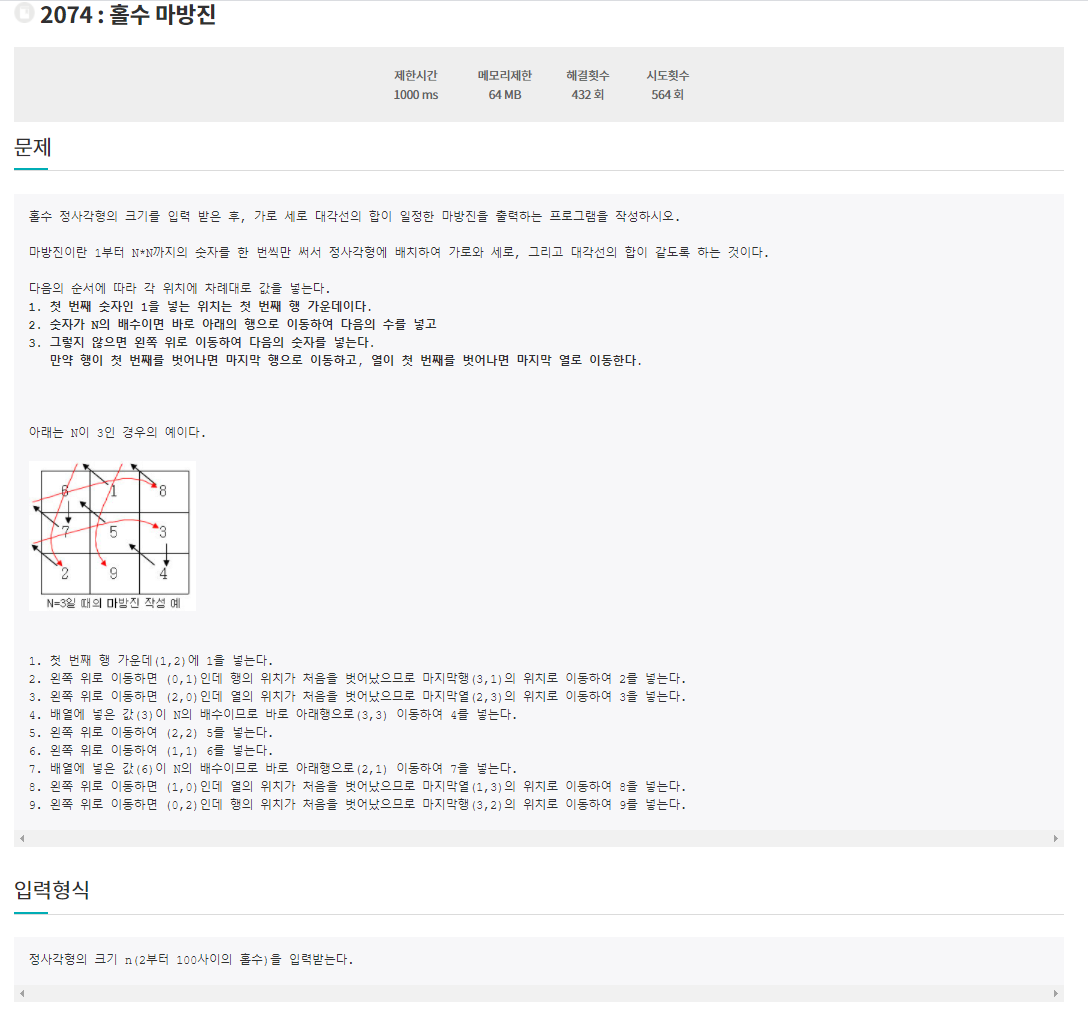 2074 : 홀수 마방진
제한시간 메모리제한 해결횟수 시도횟수
1000 ms 64 MB 432 회 564 회
문제
홀수 정사각형의 크기를 입력 받은 후, 가로 세로 대각선의 합이 일정한 마방진을 출력하는 프로그램을 작성하시오.
마방진이란 1부터 N*N까지의 숫자를 한 번씩만 써서 정사각형에 배치하여 가로와 세로, 그리고 대각선의 합이 같도록 하는 것이다.
다음의 순서에 따라 각 위치에 차례대로 값을 넣는다.
1. 첫 번째 숫자인 1을 넣는 위치는 첫 번째 행 가운데이다.
2. 숫자가 N의 배수이면 바로 아래의 행으로 이동하여 다음의 수를 넣고
3. 그렇지 않으면 왼쪽 위로 이동하여 다음의 숫자를 넣는다.
만약 행이 첫 번째를 벗어나면 마지막 행으로 이동하고, 열이 첫 번째를 벗어나면 마지막 열로 이동한다.
아래는 N이 3인 경우의 예이다.
6 1 8
7 5 3
2 9 4
N=3일 때의 마방진 작성 예
1. 첫 번째 행 가운데(1,2)에 1을 넣는다.
2. 왼쪽 위로 이동하면 (0,1)인데 행의 위치가 처음을 벗어났으므로 마지막행(3,1)의 위치로 이동하여 2를 넣는다.
3. 왼쪽 위로 이동하면 (2,0)인데 열의 위치가 처음을 벗어났으므로 마지막열(2,3)의 위치로 이동하여 3을 넣는다.
4. 배열에 넣은 값(3)이 N의 배수이므로 바로 아래행으로(3,3) 이동하여 4를 넣는다.
5. 왼쪽 위로 이동하여 (2,2) 5를 넣는다.
6. 왼쪽 위로 이동하여 (1,1) 6를 넣는다.
7. 배열에 넣은 값(6)이 N의 배수이므로 바로 아래행으로(2,1) 이동하여 7을 넣는다.
8. 왼쪽 위로 이동하면 (1,0)인데 열의 위치가 처음을 벗어났으므로 마지막열(1,3)의 위치로 이동하여 8을 넣는다.
9. 왼쪽 위로 이동하면 (0,2)인데 행의 위치가 처음을 벗어났으므로 마지막행(3,2)의 위치로 이동하여 9를 넣는다.
입력형식
정사각형의 크기 n(2부터 100사이의 홀수)을 입력받는다.